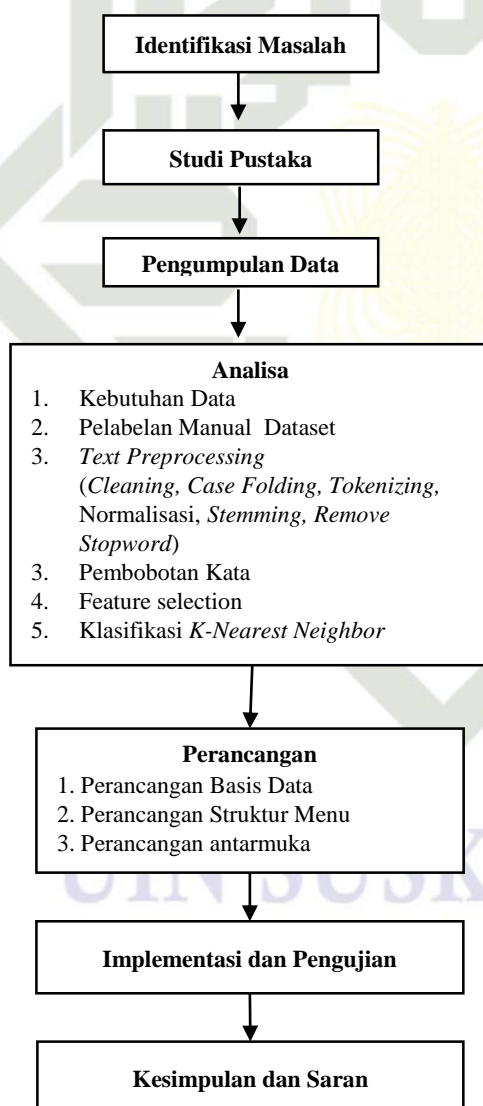 Identifikasi Masalah
Studi Pustaka
Pengumpulan Data
Analisa
1. Kebutuhan Data
2. Pelabelan Manual Dataset
3. Text Preprocessing
(Cleaning, Case Folding, Tokenizing,
Normalisasi, Stemming, Remove
Stopword)
3. Pembobotan Kata
4. Feature selection
5. Klasifikasi K-Nearest Neighbor
Perancangan
1. Perancangan Basis Data
2. Perancangan Struktur Menu
3. Perancangan antarmuka
UIN SUSK
Implementasi dan Pengujian
Kesimpulan dan Saran